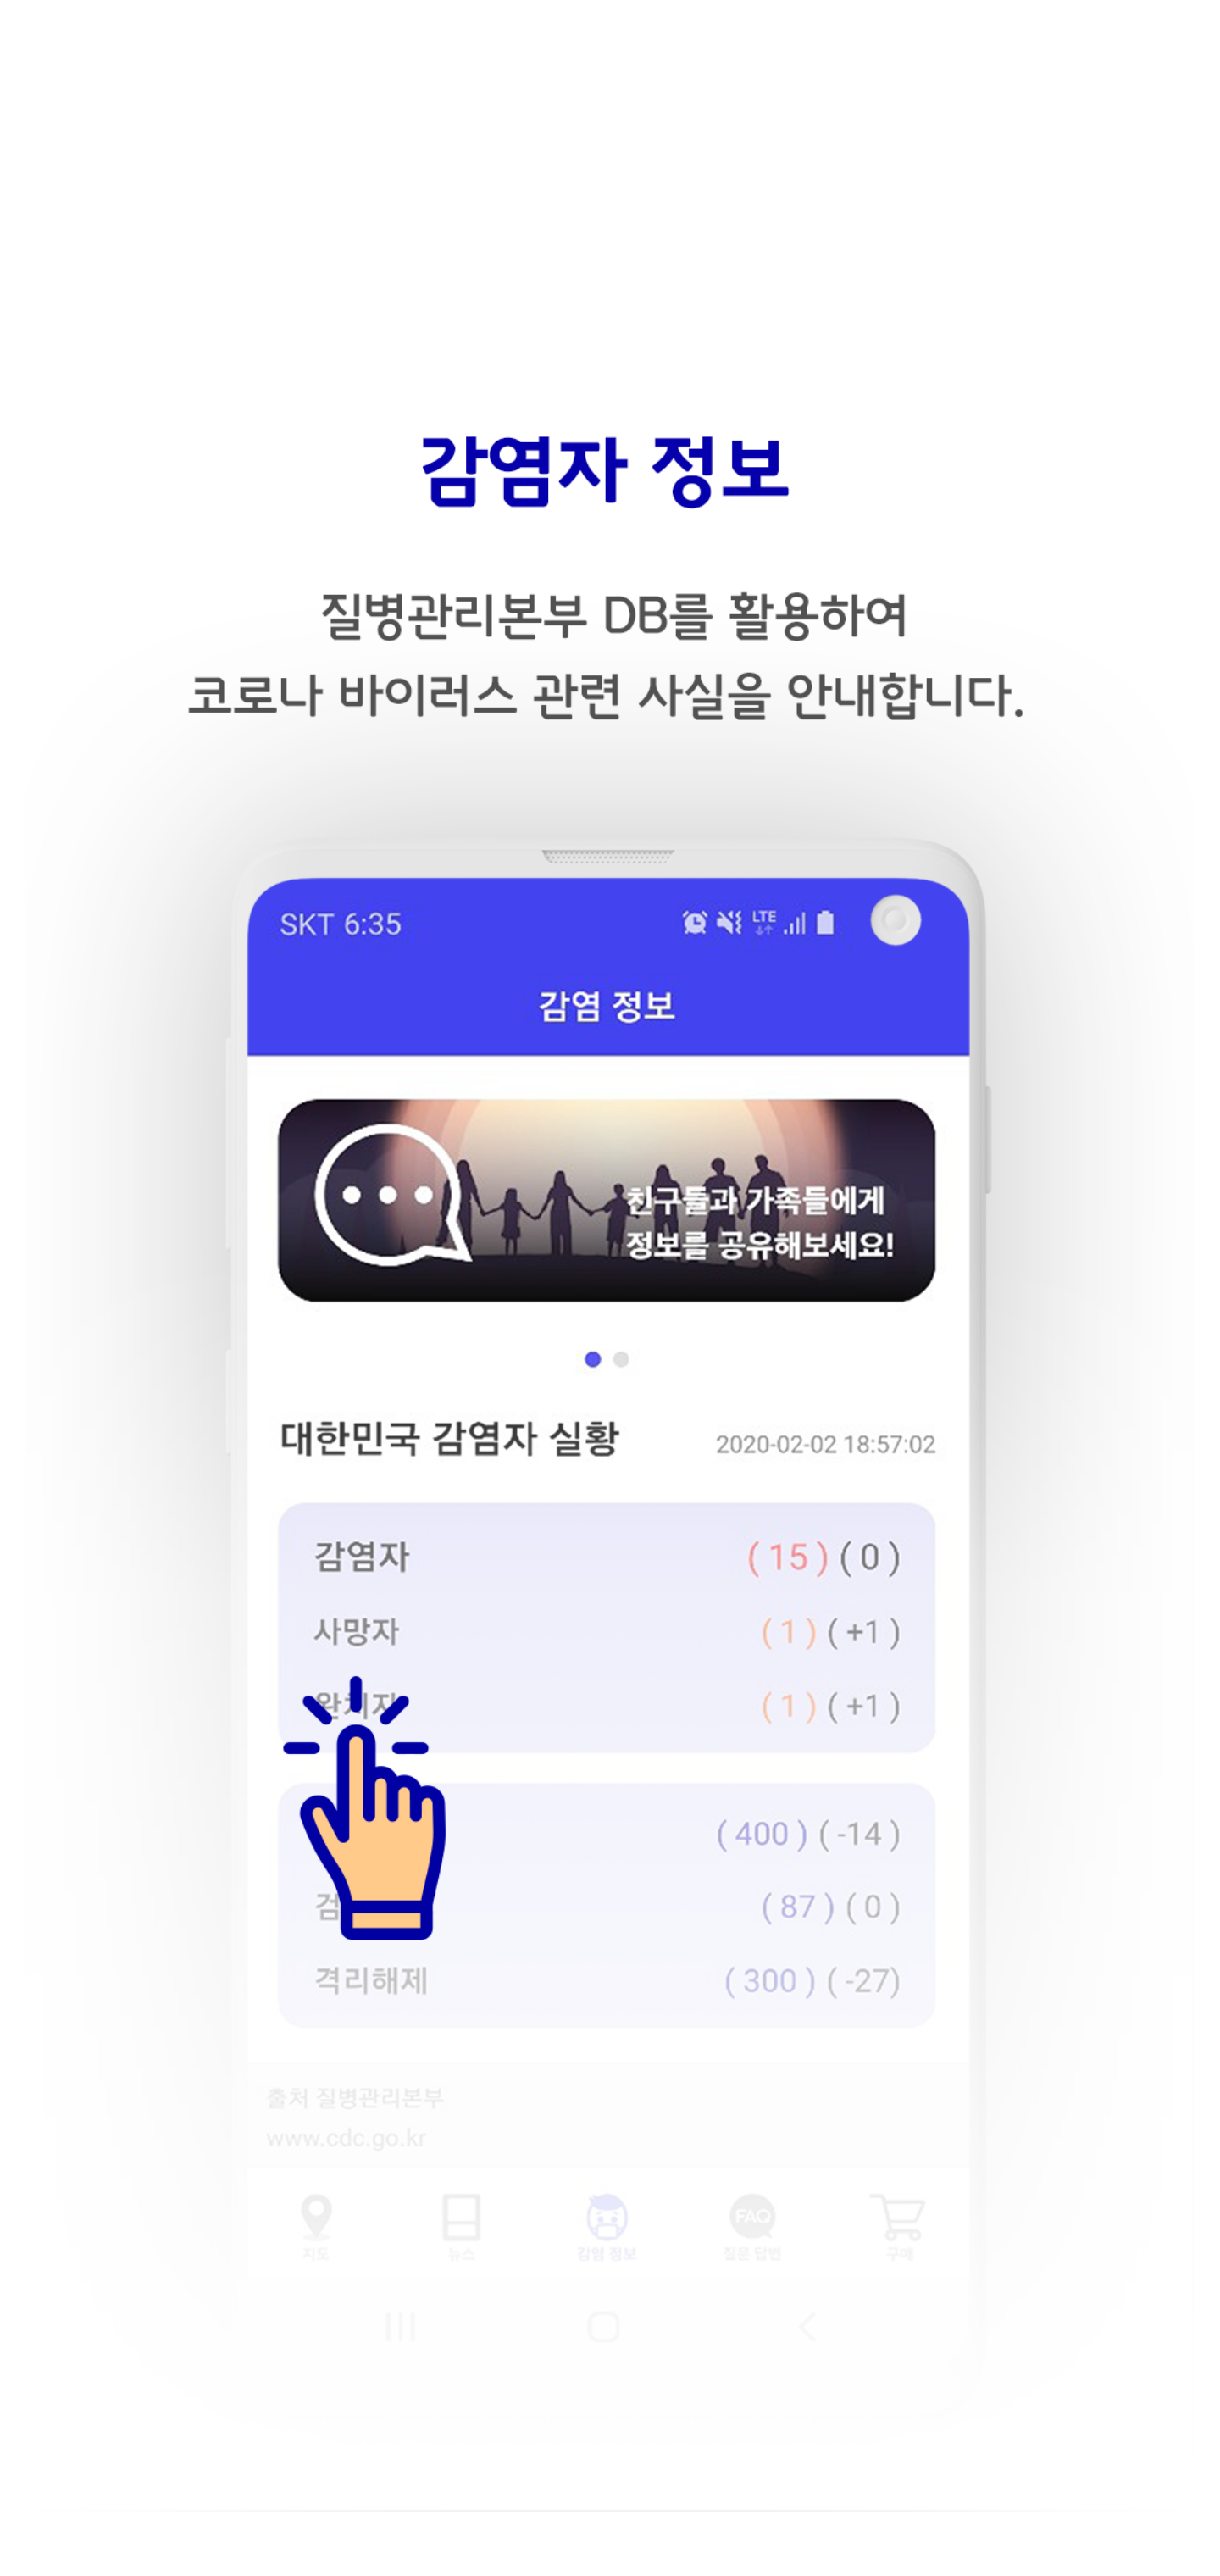 감염자 정보
질병관리본부 DB를 활용하여
코로나 바이러스 관련 사실을 안내합니다.
SKT 6:35
LTE
감염 정보
친구들과 가족들에게
정보를 공유해보세요!
대한민국 감염자 실황 2020-02-02 18:57:02
감염자 ( 15 ) ( 0 )
사망자 ( 1 ) ( +1 )
완치자 ( 1 ) ( +1 )
( 400 ) ( -14 )
( 87 ) ( 0 )
격리해제 ( 300 ) ( -27)
출처 질병관리본부
www.cdc.go.kr
FAQ
지도 뉴스 감염 정보 질문 답변 구매